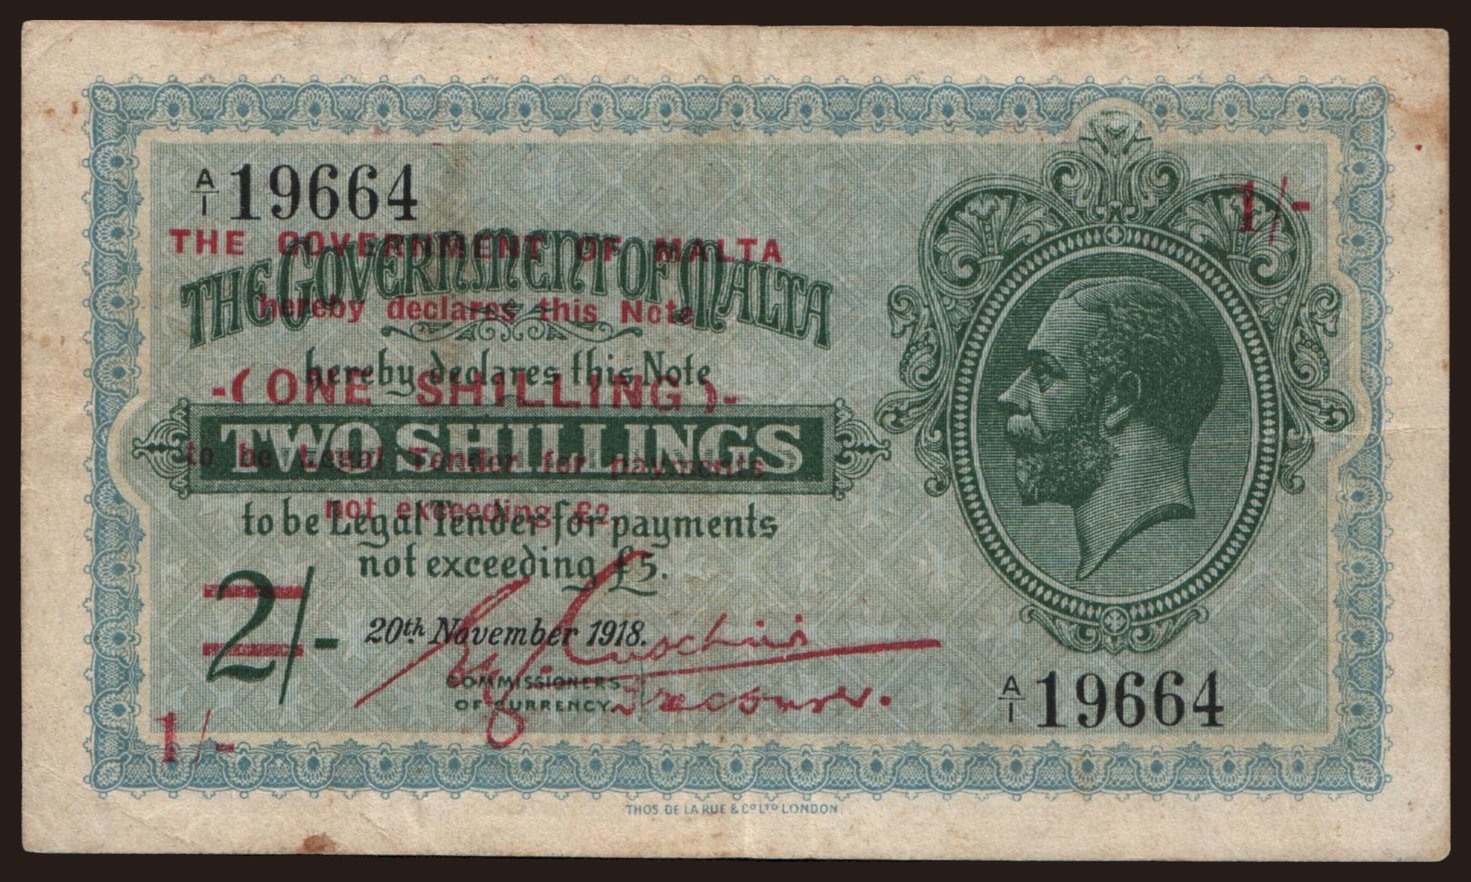 A/1 19664
1/-
THE GOVERNMENT OF MALTA
THE GOVERNMENT OF MALTA
hereby declares this Note
hereby declares this Note
-(ONE SHILLING)-
TWO SHILLINGS
to be Legal Tender for payments
not exceeding
to be Legal Tender for payments
not exceeding £5.
2/-
20th November 1918.
COMMISSIONERS
OF CURRENCY.
A/1 19664
1/-
THOS. DE LA RUE & CO LTD LONDON